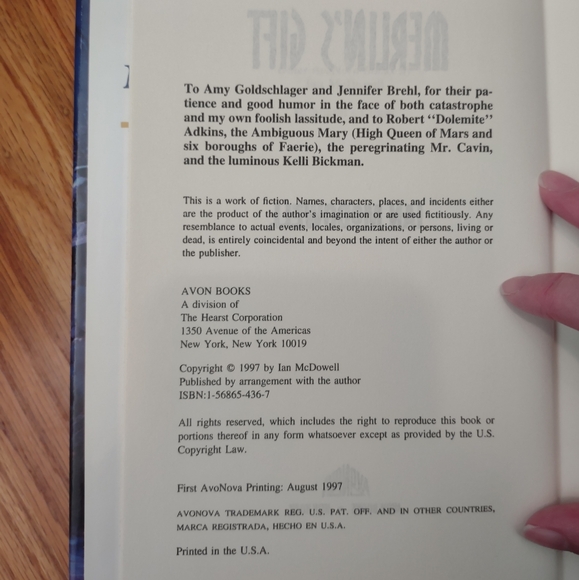 MERLIN'S GIFT
To Amy Goldschlager and Jennifer Brehl, for their pa-
tience and good humor in the face of both catastrophe
and my own foolish lassitude, and to Robert “Dolemite”
Adkins, the Ambiguous Mary (High Queen of Mars and
six boroughs of Faerie), the peregrinating Mr. Cavin,
and the luminous Kelli Bickman.
This is a work of fiction. Names, characters, places, and incidents either
are the product of the author's imagination or are used fictitiously. Any
resemblance to actual events, locales, organizations, or persons, living or
dead, is entirely coincidental and beyond the intent of either the author or
the publisher.
AVON BOOKS
A division of
The Hearst Corporation
1350 Avenue of the Americas
New York, New York 10019
Copyright © 1997 by Ian McDowell
Published by arrangement with the author
ISBN:1-56865-436-7
All rights reserved, which includes the right to reproduce this book or
portions thereof in any form whatsoever except as provided by the U.S.
Copyright Law.
First AvoNova Printing: August 1997
AVONOVA TRADEMARK REG. U.S. PAT. OFF. AND IN OTHER COUNTRIES,
MARCA REGISTRADA, HECHO EN U.S.A.
Printed in the U.S.A.